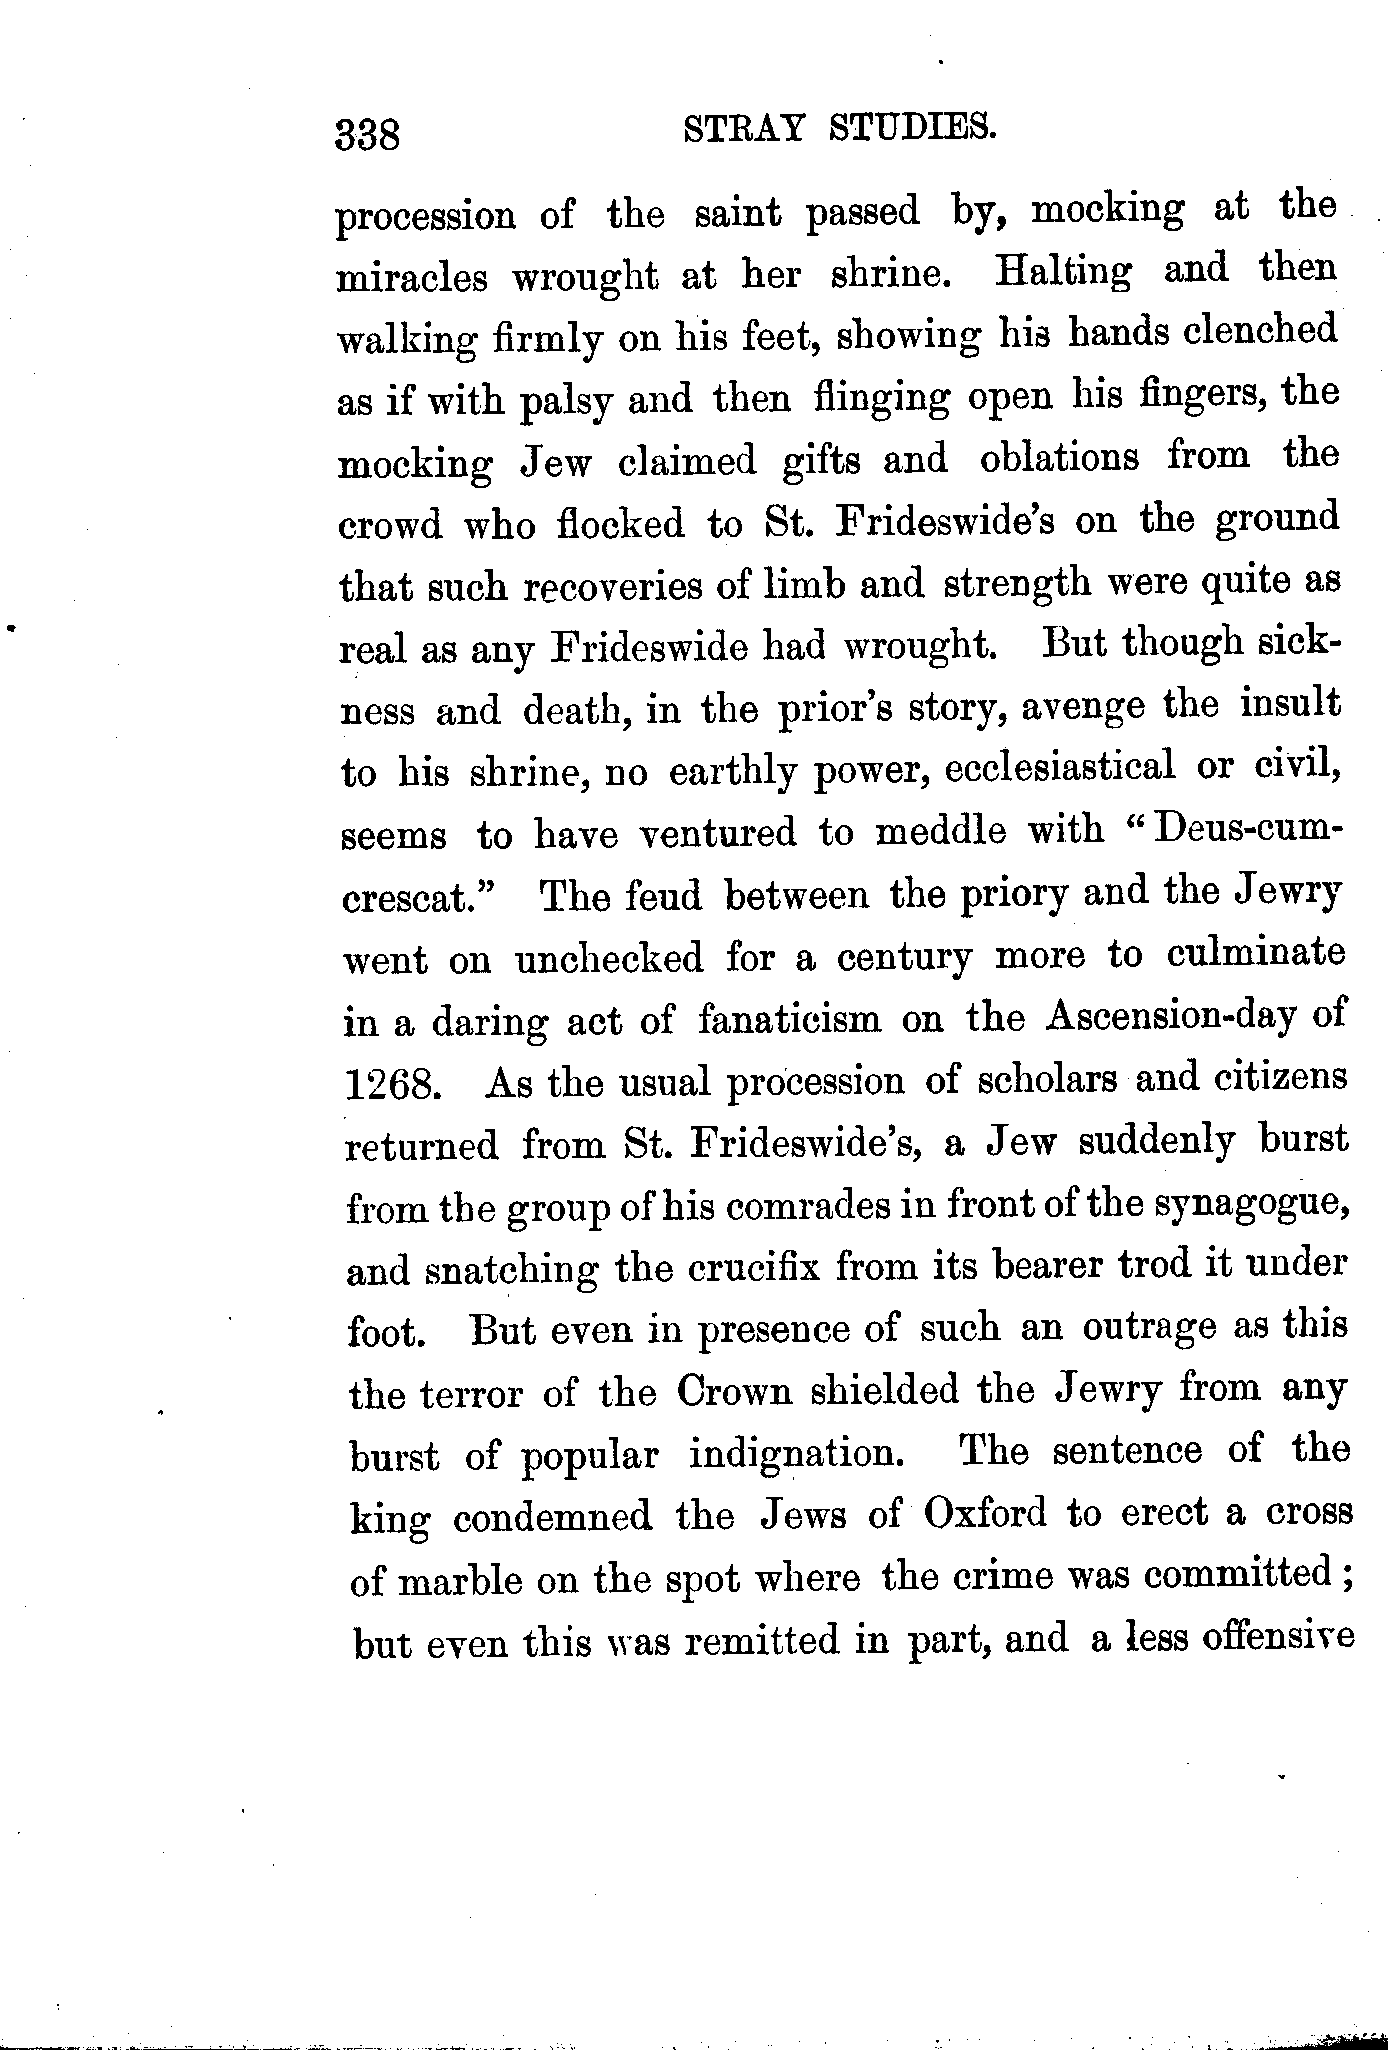 338 STRAY STUDIES.
procession of the saint passed by, mocking at the
miracles wrought at her shrine. Halting and then
walking firmly on his feet, showing his hands clenched
as if with palsy and then flinging open his fingers, the
mocking Jew claimed gifts and oblations from the
crowd who flocked to St. Frideswide's on the ground
that such recoveries of limb and strength were quite as
real as any Frideswide had wrought. But though sick-
ness and death, in the prior's story, avenge the insult
to his shrine, no earthly power, ecclesiastical or civil,
seems to have ventured to meddle with “Deus-cum-
crescat.” The feud between the priory and the Jewry
went on unchecked for a century more to culminate
in a daring act of fanaticism on the Ascension-day of
1268. As the usual procession of scholars and citizens
returned from St. Frideswide's, a Jew suddenly burst
from the group of his comrades in front of the synagogue,
and snatching the crucifix from its bearer trod it under
foot. But even in presence of such an outrage as this
the terror of the Crown shielded the Jewry from any
burst of popular indignation. The sentence of the
king condemned the Jews of Oxford to erect a cross
of marble on the spot where the crime was committed ;
but even this was remitted in part, and a less offensive